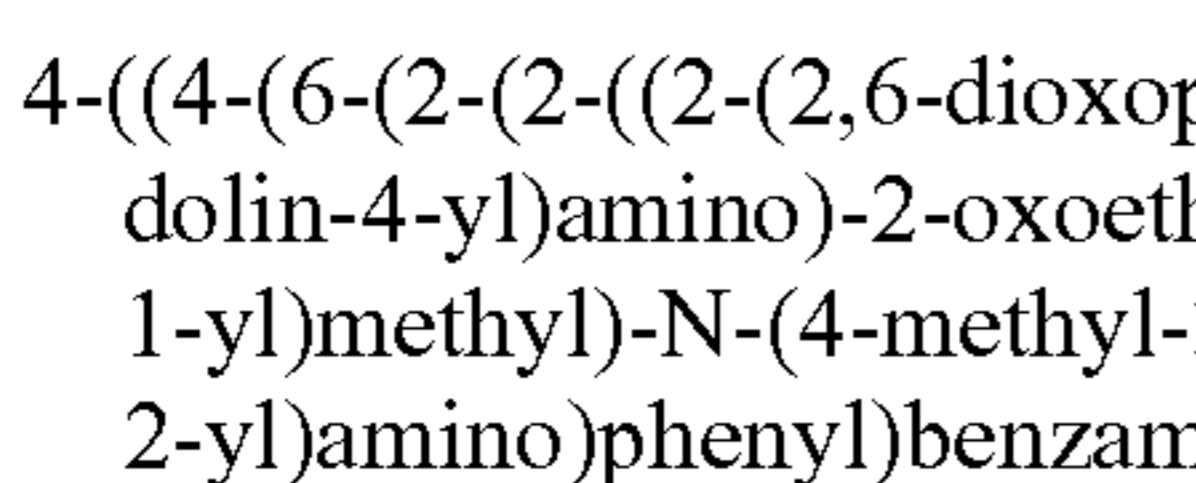 4-((4-(6-(2-(2-((2-(2,6-dioxop
dolin-4-yl)amino)-2-oxoeth
1-yl)methyl)-N-(4-methyl-
2-yl)amino)phenyl)benzam